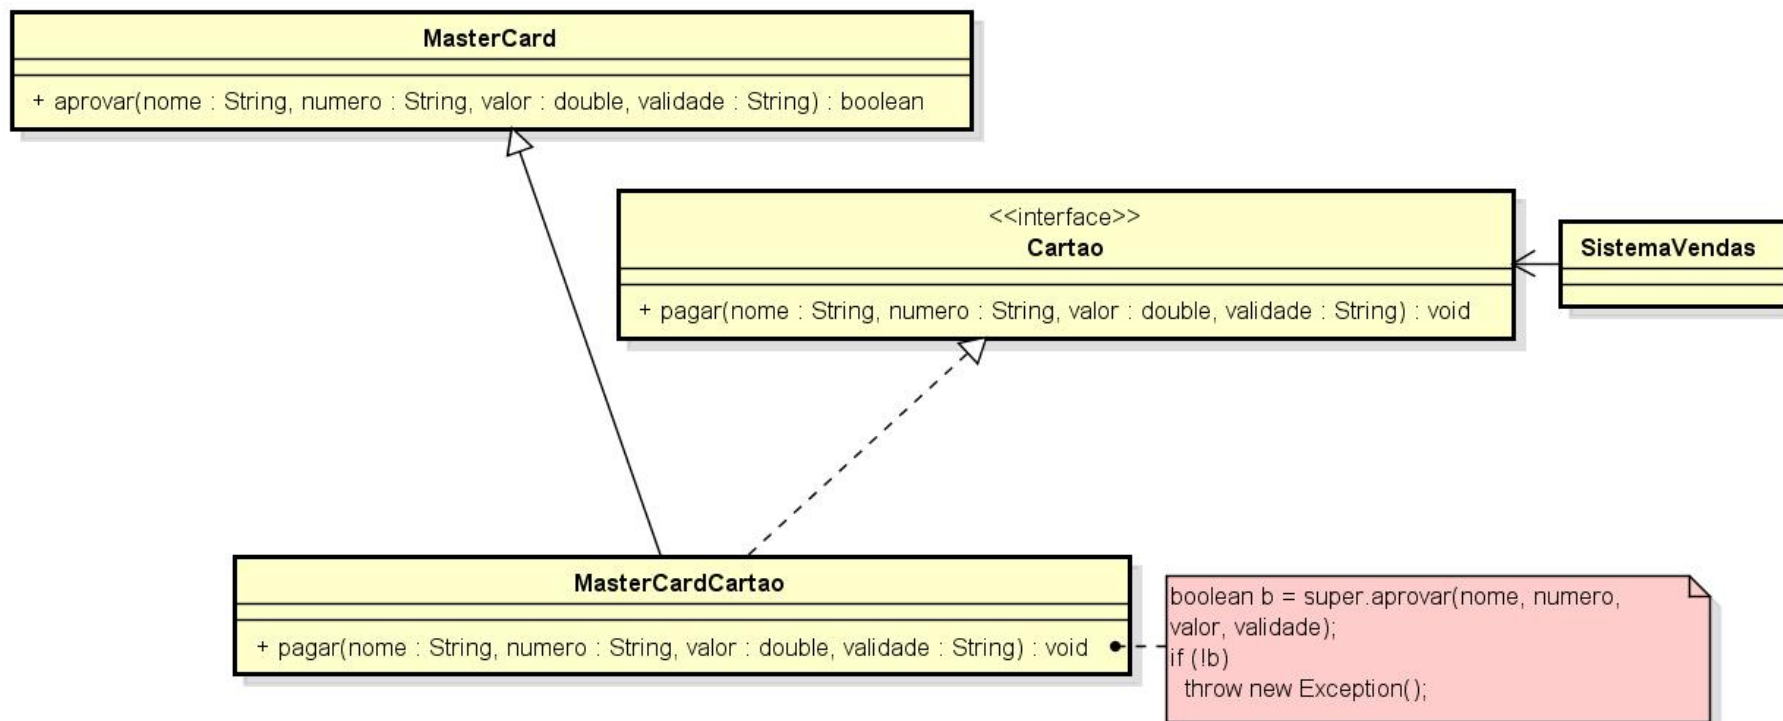 MasterCard
+ aprovar(nome : String, numero : String, valor : double, validade : String) : boolean
<<interface>>
Cartao
+ pagar(nome : String, numero : String, valor : double, validade : String) : void
SistemaVendas
MasterCardCartao
+ pagar(nome : String, numero : String, valor : double, validade : String) : void
boolean b = super.aprovar(nome, numero,
valor, validade);
if (!b)
throw new Exception();